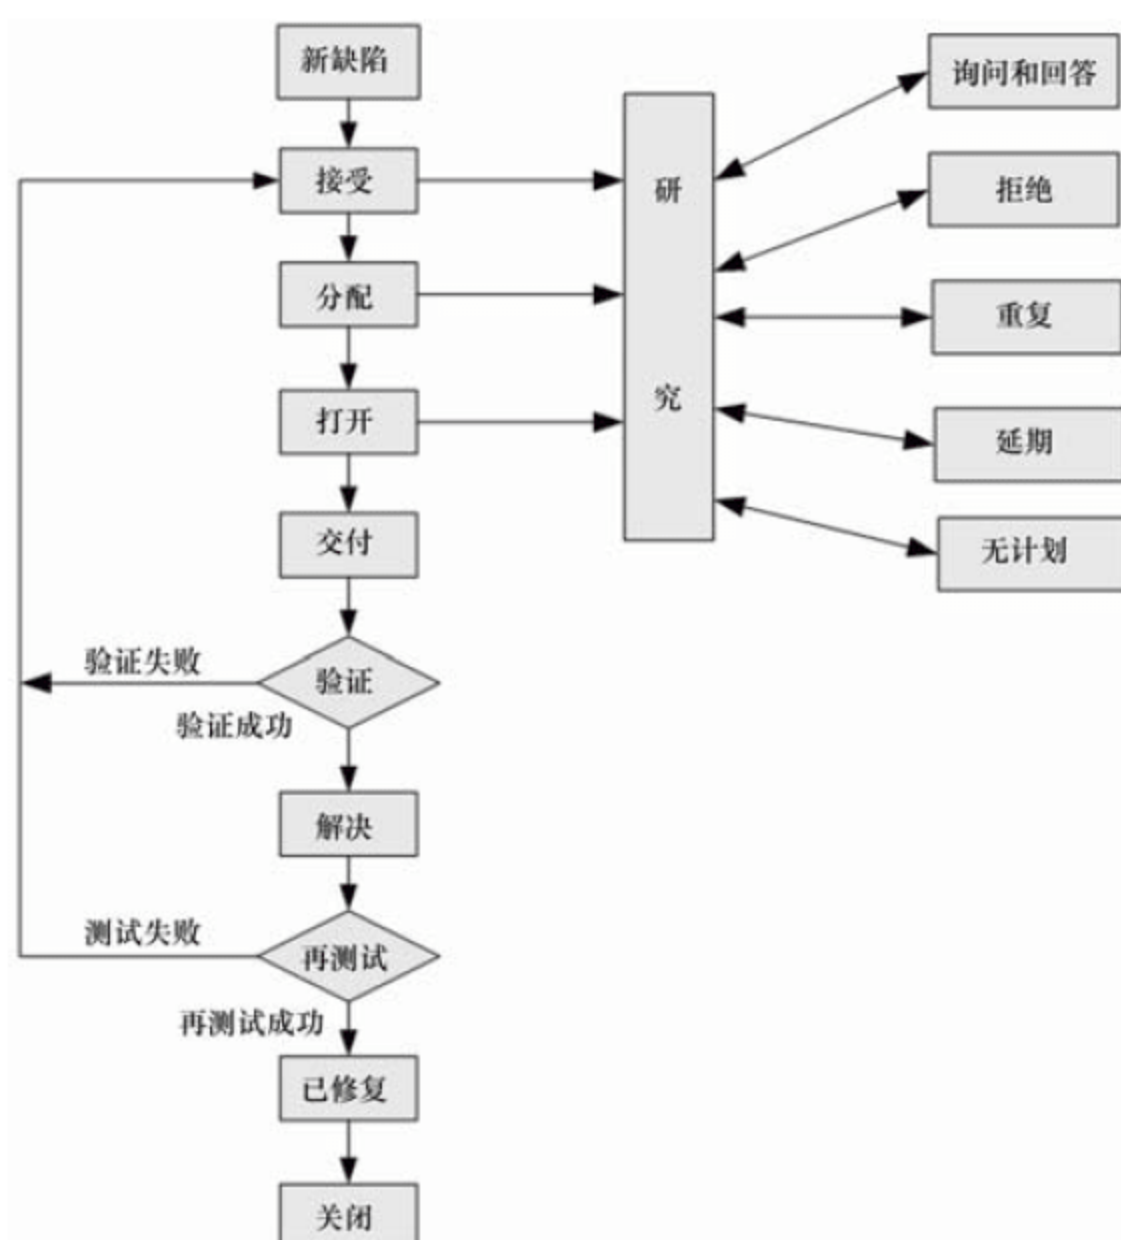 新缺陷
接受
分配
打开
交付
验证
验证失败
验证成功
解决
再测试
测试失败
再测试成功
已修复
关闭
研
究
询问和回答
拒绝
重复
延期
无计划